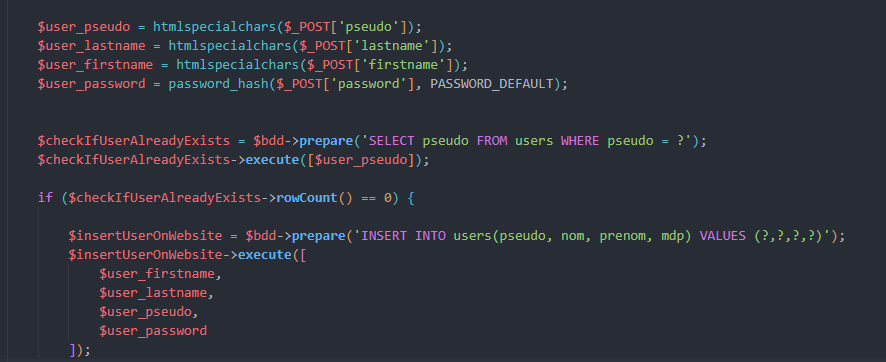 $user_pseudo = htmlspecialchars($_POST['pseudo']);
$user_lastname = htmlspecialchars($_POST['lastname']);
$user_firstname = htmlspecialchars($_POST['firstname']);
$user_password = password_hash($_POST['password'], PASSWORD_DEFAULT);
$checkIfUserAlreadyExists = $bdd->prepare('SELECT pseudo FROM users WHERE pseudo = ?');
$checkIfUserAlreadyExists->execute([$user_pseudo]);
if ($checkIfUserAlreadyExists->rowCount() == 0) {
$insertUserOnWebsite = $bdd->prepare('INSERT INTO users(pseudo, nom, prenom, mdp) VALUES (?,?,?,?)');
$insertUserOnWebsite->execute([
$user_firstname,
$user_lastname,
$user_pseudo,
$user_password
]);